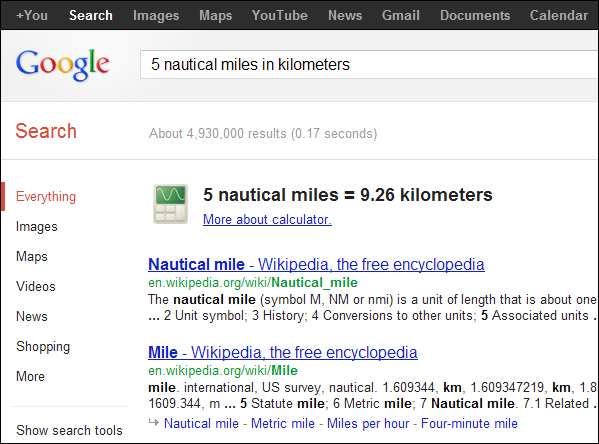 +You Search Images Maps YouTube News Gmail Documents Calendar
Google
5 nautical miles in kilometers
Search
About 4,930,000 results (0.17 seconds)
Everything
Images
Maps
Videos
News
Shopping
More
Show search tools
5 nautical miles = 9.26 kilometers
More about calculator.
Nautical mile - Wikipedia, the free encyclopedia
en.wikipedia.org/wiki/Nautical_mile
The nautical mile (symbol M, NM or nmi) is a unit of length that is about one
... 2 Unit symbol; 3 History; 4 Conversions to other units; 5 Associated units .
Mile - Wikipedia, the free encyclopedia
en.wikipedia.org/wiki/Mile
mile. international, US survey, nautical. 1.609344, km, 1.609347219, km, 1.8
1609.344, m ... 5 Statute mile; 6 Metric mile; 7 Nautical mile. 7.1 Related .
Nautical mile - Metric mile - Miles per hour - Four-minute mile